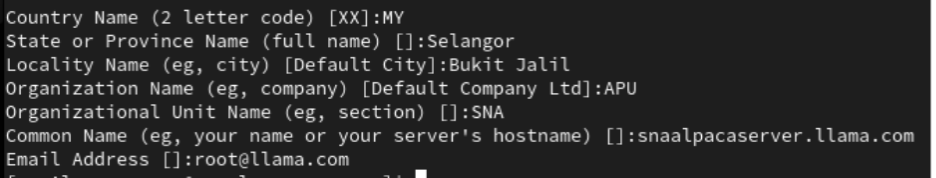 Country Name (2 letter code) [XX]:MY
State or Province Name (full name) []:Selangor
Locality Name (eg, city) [Default City]:Bukit Jalil
Organization Name (eg, company) [Default Company Ltd]:APU
Organizational Unit Name (eg, section) []:SNA
Common Name (eg, your name or your server's hostname) []:snaalpacaserver.llama.com
Email Address []:root@llama.com